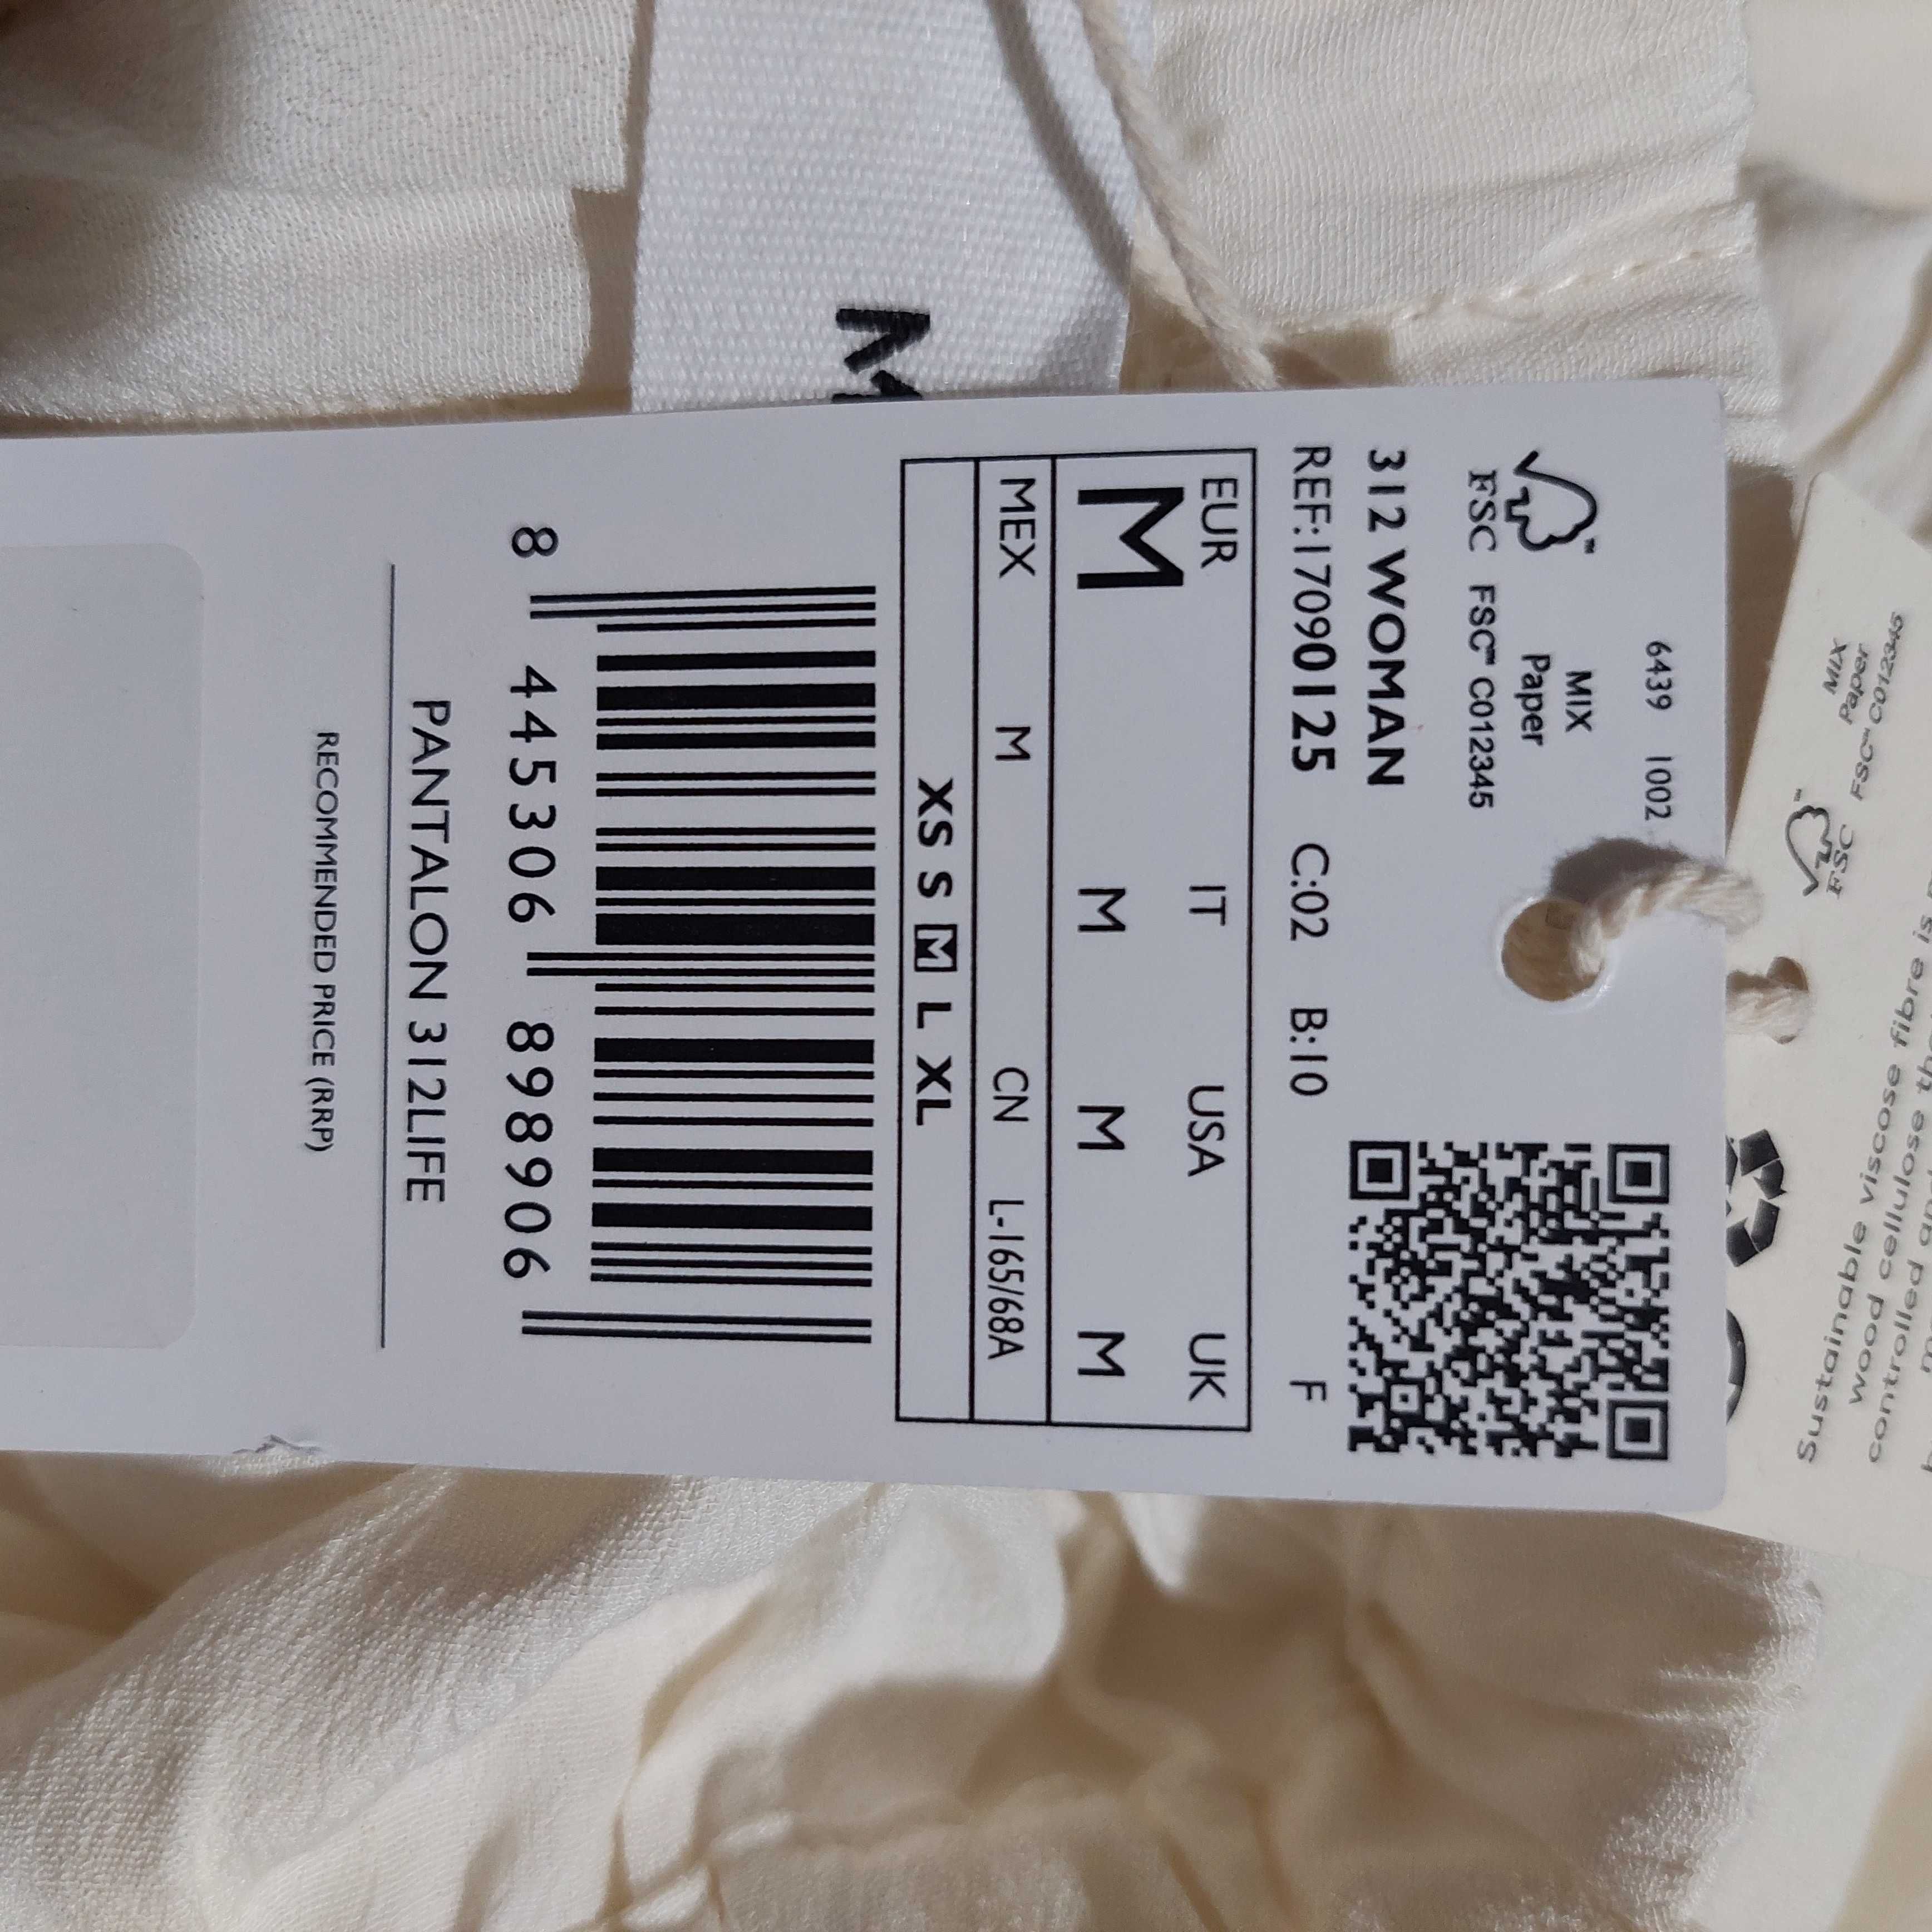 6439 1002
MIX
Paper
FSC FSC™ C012345
312 WOMAN
REF:17090125 C:02 B:10 F
EUR IT USA UK
M M M M
MEX M CN L-165/68A
XS S M L XL
8 445306 898906
PANTALON 312LIFE
RECOMMENDED PRICE (RRP)
MIX
Paper
FSC FSC™ C012345
Sustainable viscose fibre is
wood cellulose
controlled and